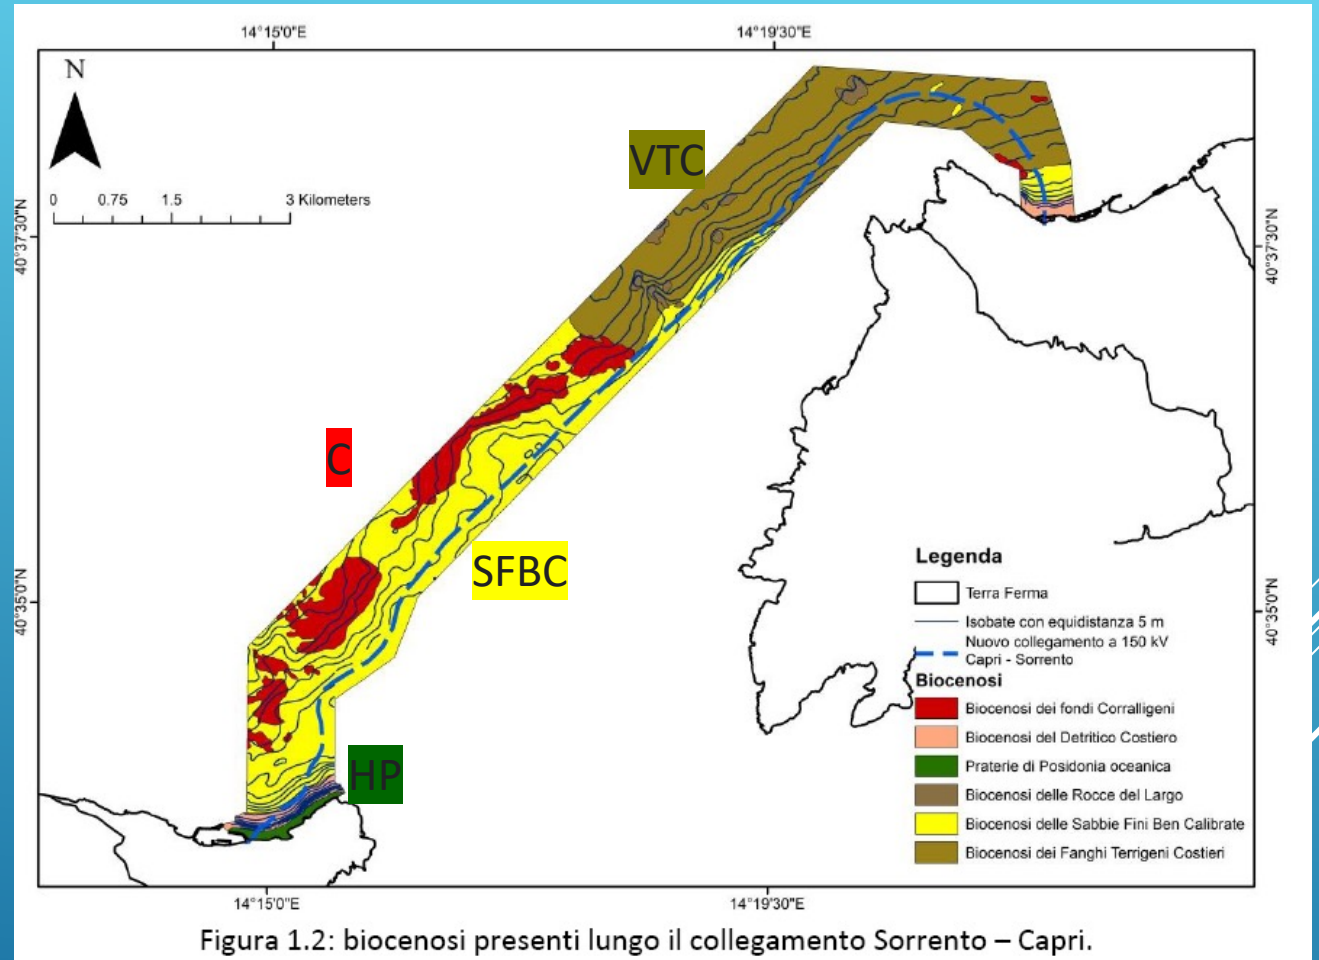 14°15'0"E
14°19'30"E
N
0 0.75 1.5 3 Kilometers
VTC
40°37'30"N
40°37'30"N
C
SFBC
40°35'0"N
40°35'0"N
HP
Legenda
Terra Ferma
Isobate con equidistanza 5 m
Nuovo collegamento a 150 kV
Capri - Sorrento
Biocenosi
Biocenosi dei fondi Corralligeni
Biocenosi del Detritico Costiero
Praterie di Posidonia oceanica
Biocenosi delle Rocce del Largo
Biocenosi delle Sabbie Fini Ben Calibrate
Biocenosi dei Fanghi Terrigeni Costieri
14°15'0"E
14°19'30"E
Figura 1.2: biocenosi presenti lungo il collegamento Sorrento – Capri.